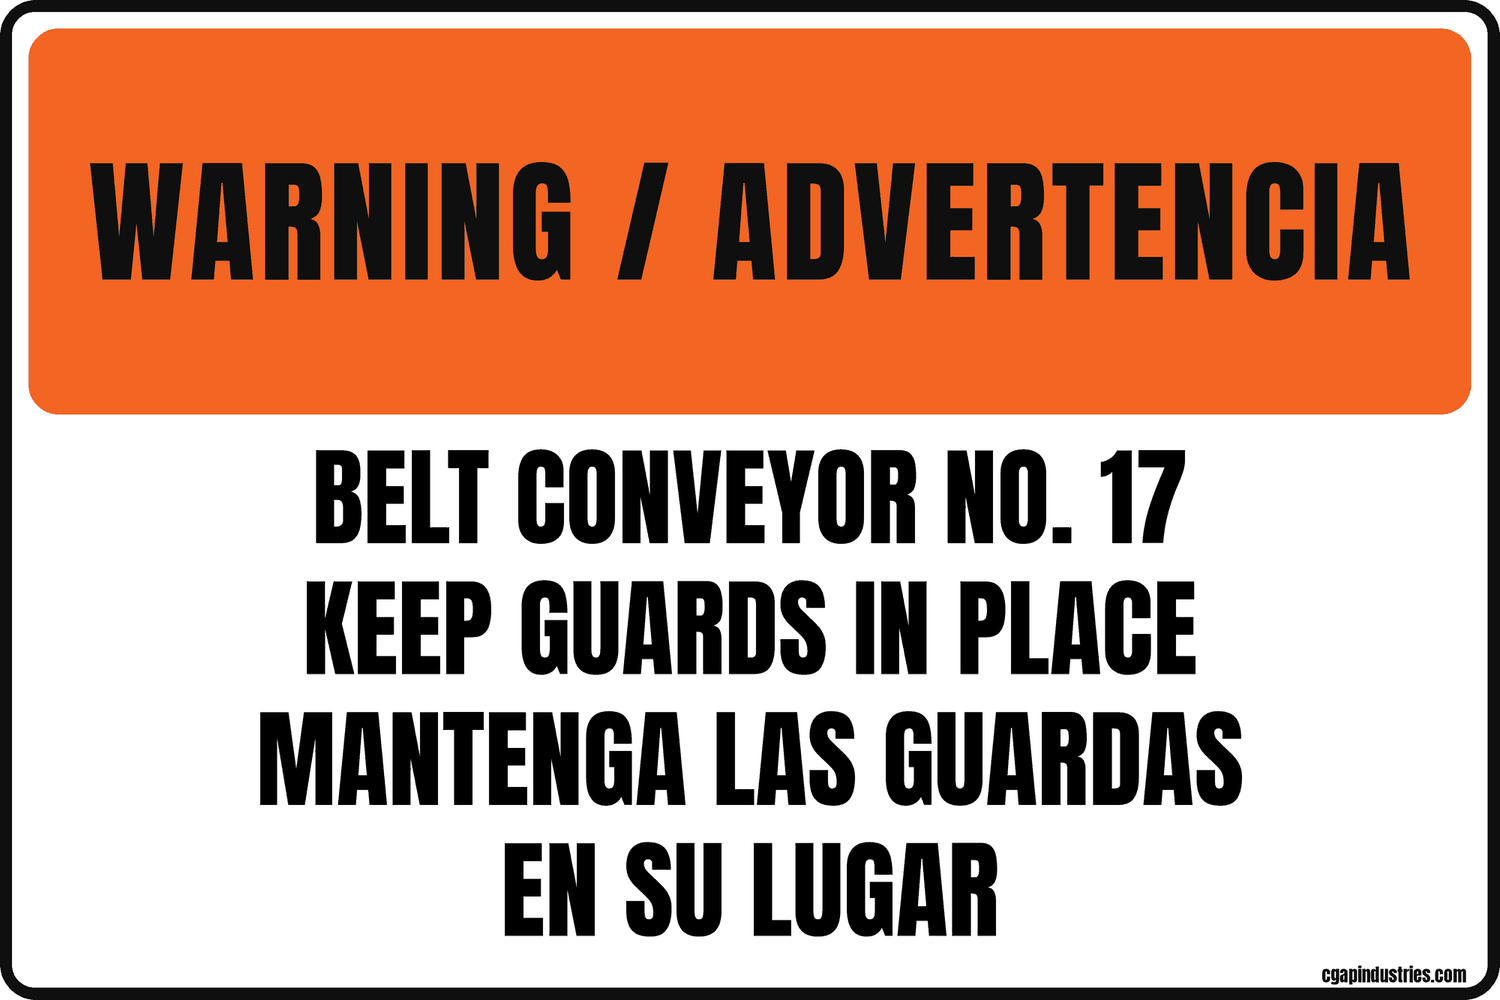 WARNING / ADVERTENCIA
BELT CONVEYOR NO. 17
KEEP GUARDS IN PLACE
MANTENGA LAS GUARDAS
EN SU LUGAR
cgapindustries.com